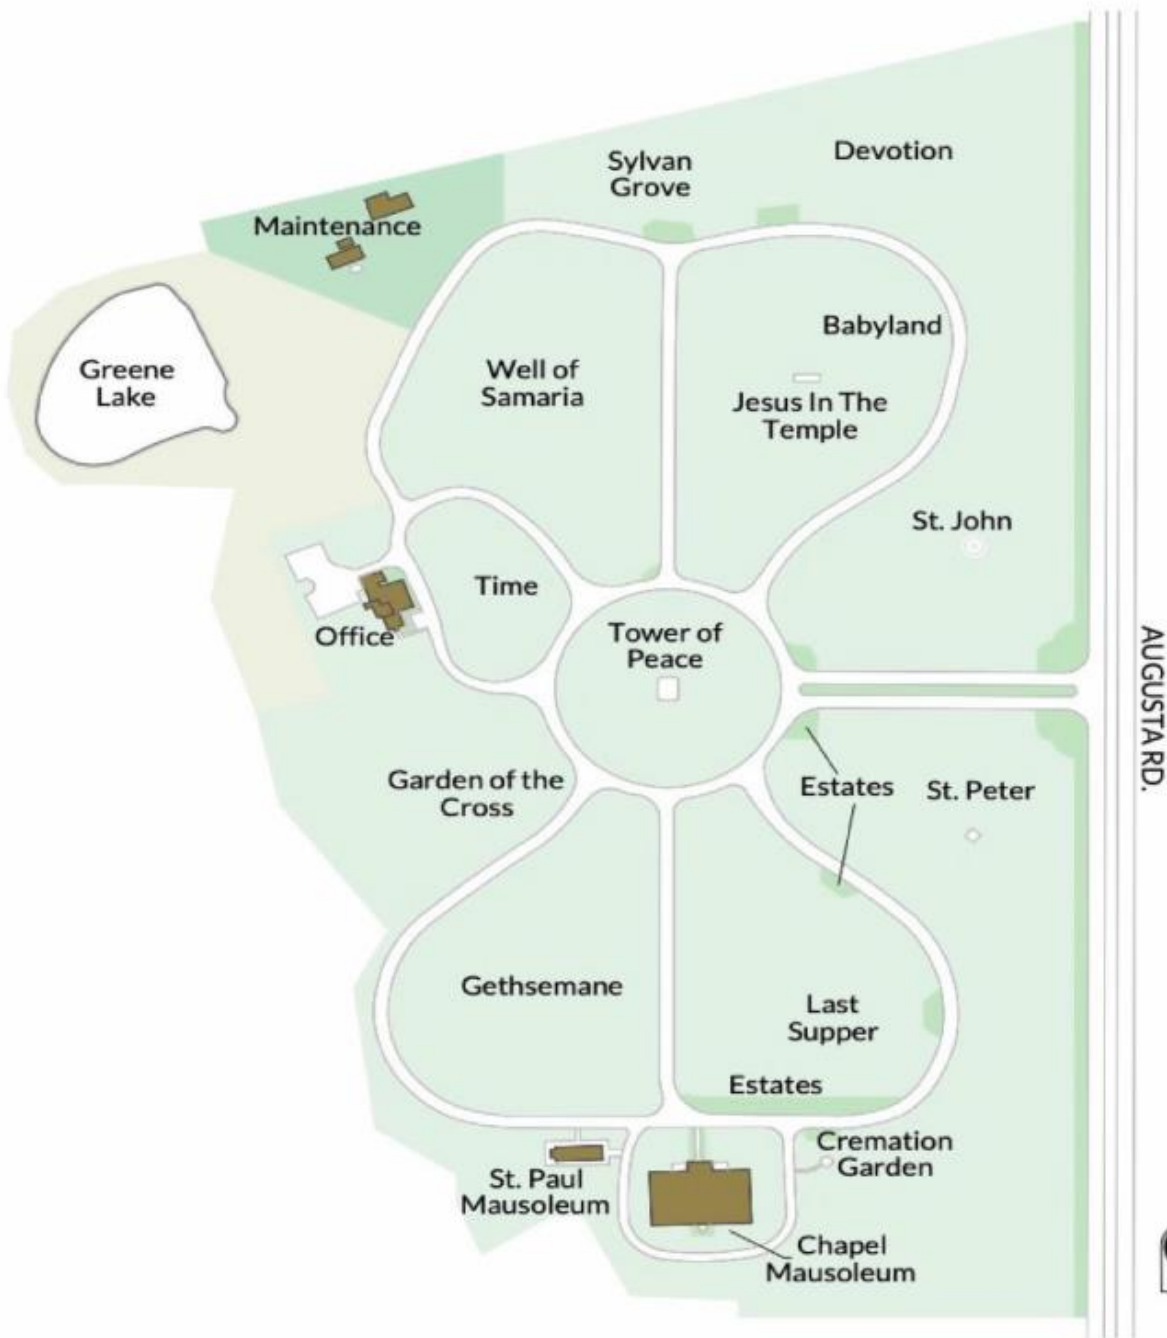 Devotion
Sylvan
Grove
Maintenance
Babyland
Greene
Lake
Well of
Samaria
Jesus In The
Temple
St. John
Time
Office
Tower of
Peace
AUGUSTA RD.
Garden of the
Cross
Estates
St. Peter
Gethsemane
Last
Supper
Estates
Cremation
Garden
St. Paul
Mausoleum
Chapel
Mausoleum